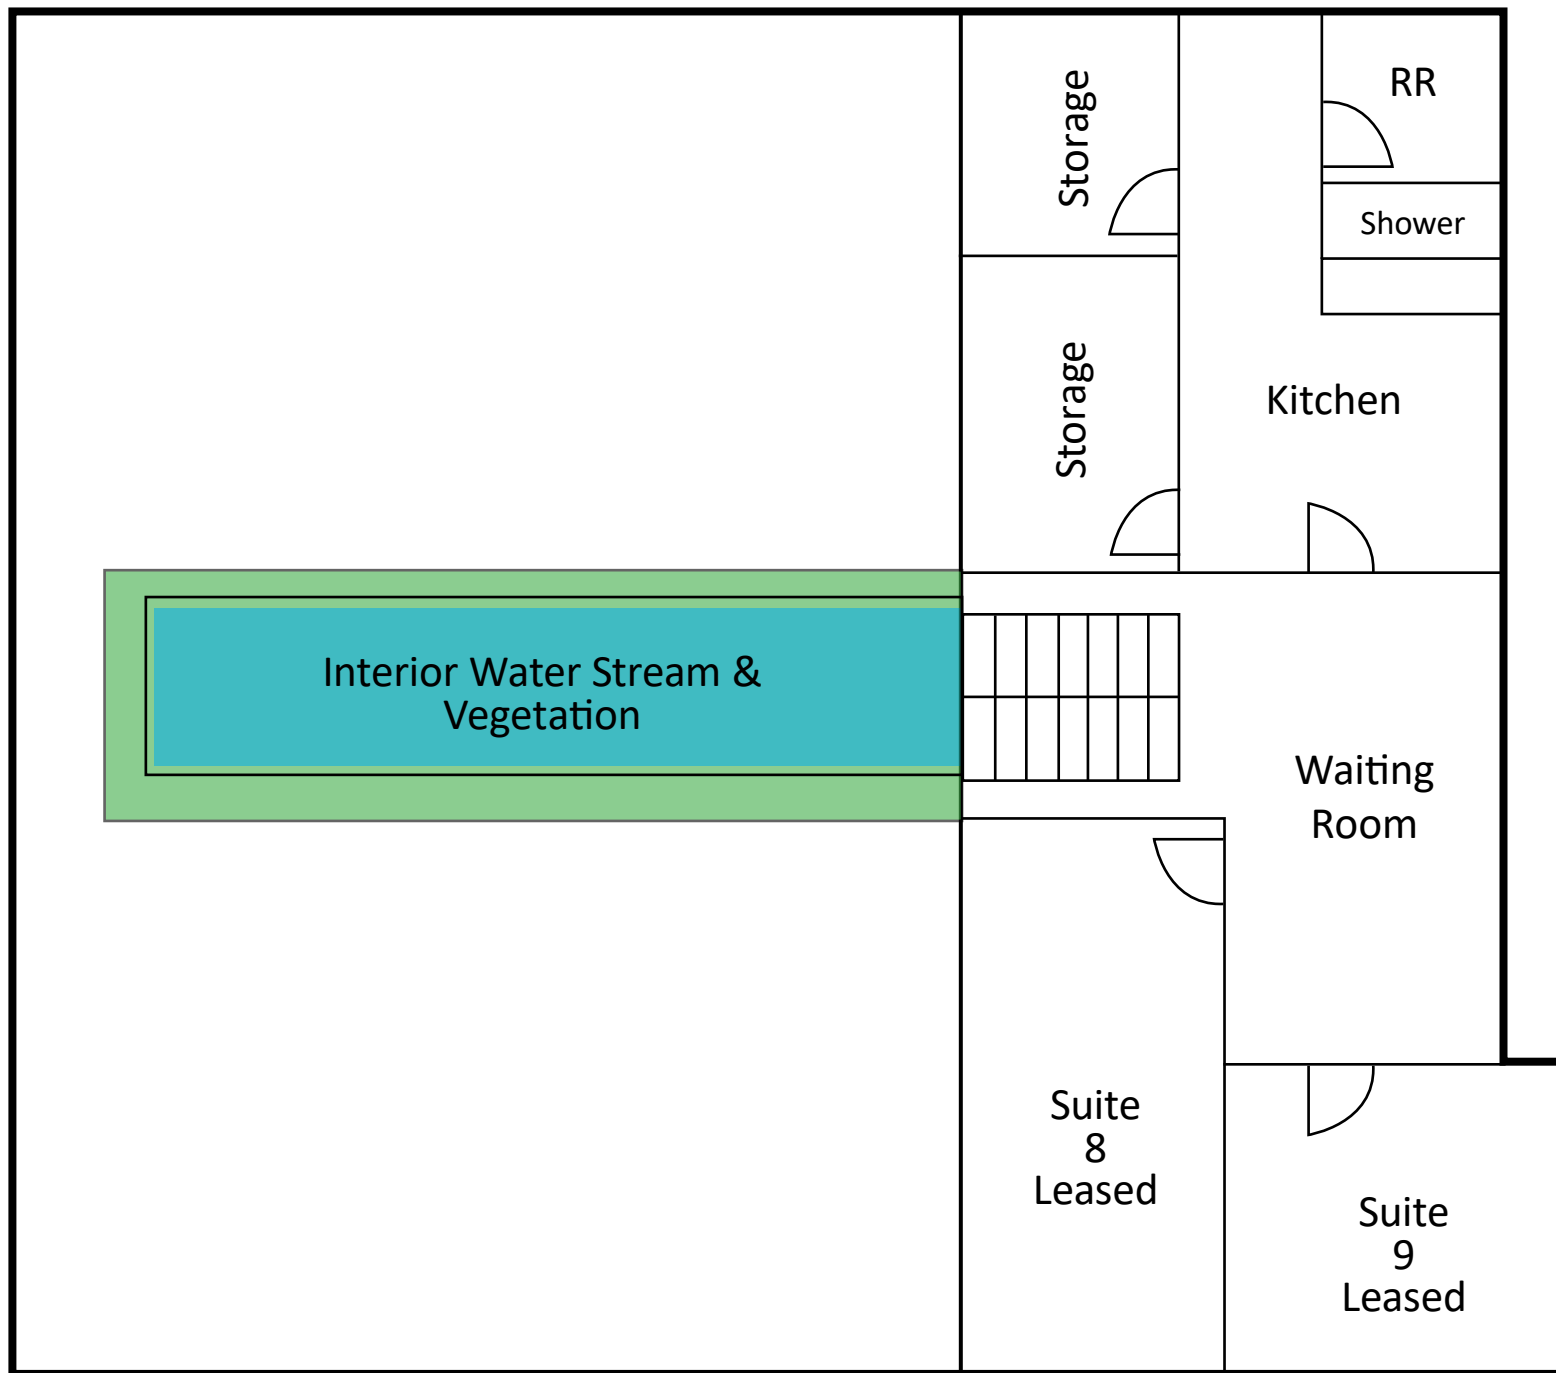 Storage
RR
Shower
Storage
Kitchen
Interior Water Stream &
Vegetation
Waiting
Room
Suite
8
Leased
Suite
9
Leased